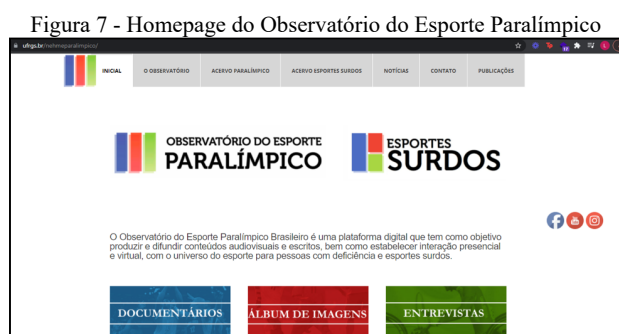 Figura 7 - Homepage do Observatório do Esporte Paralímpico
ufrgs.br/nehmeparalimpico/
INICIAL O OBSERVATÓRIO ACERVO PARALÍMPICO ACERVO ESPORTES SURDOS NOTÍCIAS CONTATO PUBLICAÇÕES
OBSERVATÓRIO DO ESPORTE
PARALÍMPICO
ESPORTES
SURDOS
O Observatório do Esporte Paralímpico Brasileiro é uma plataforma digital que tem como objetivo
produzir e difundir conteúdos audiovisuais e escritos, bem como estabelecer interação presencial
e virtual, com o universo do esporte para pessoas com deficiência e esportes surdos.
DOCUMENTÁRIOS ÁLBUM DE IMAGENS ENTREVISTAS